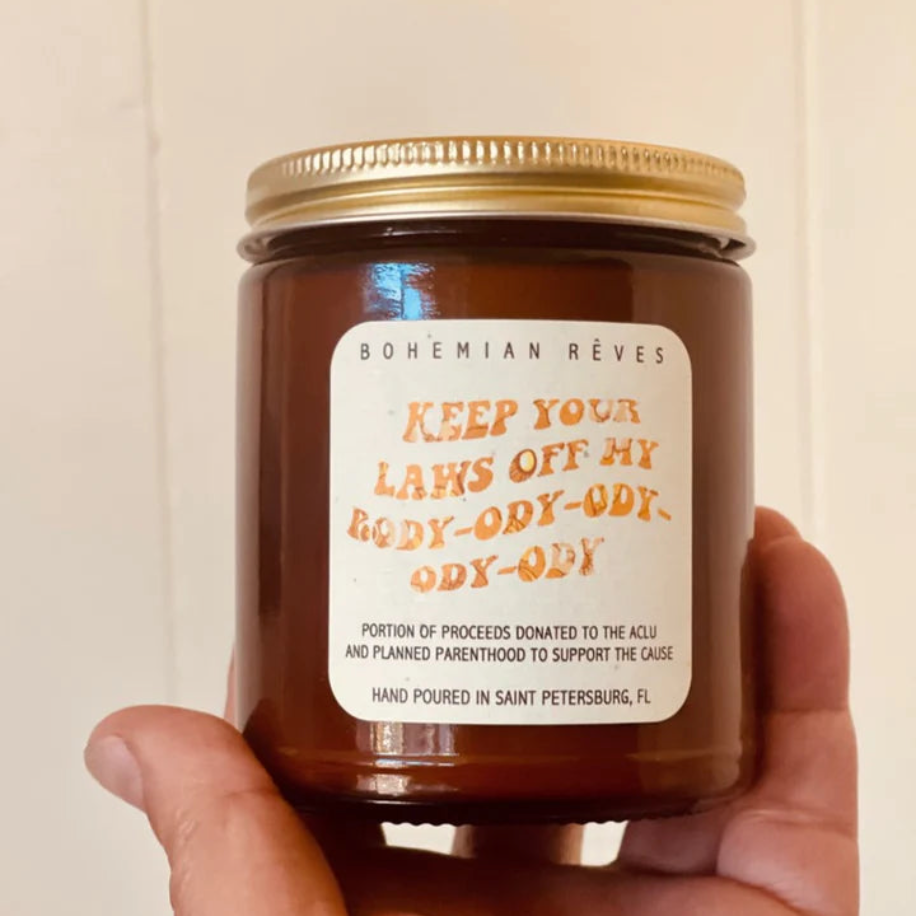 BOHEMIAN RÊVES
KEEP YOUR
LAWS OFF MY
BODY-ODY-ODY-
ODY-ODY
PORTION OF PROCEEDS DONATED TO THE ACLU
AND PLANNED PARENTHOOD TO SUPPORT THE CAUSE
HAND POURED IN SAINT PETERSBURG, FL